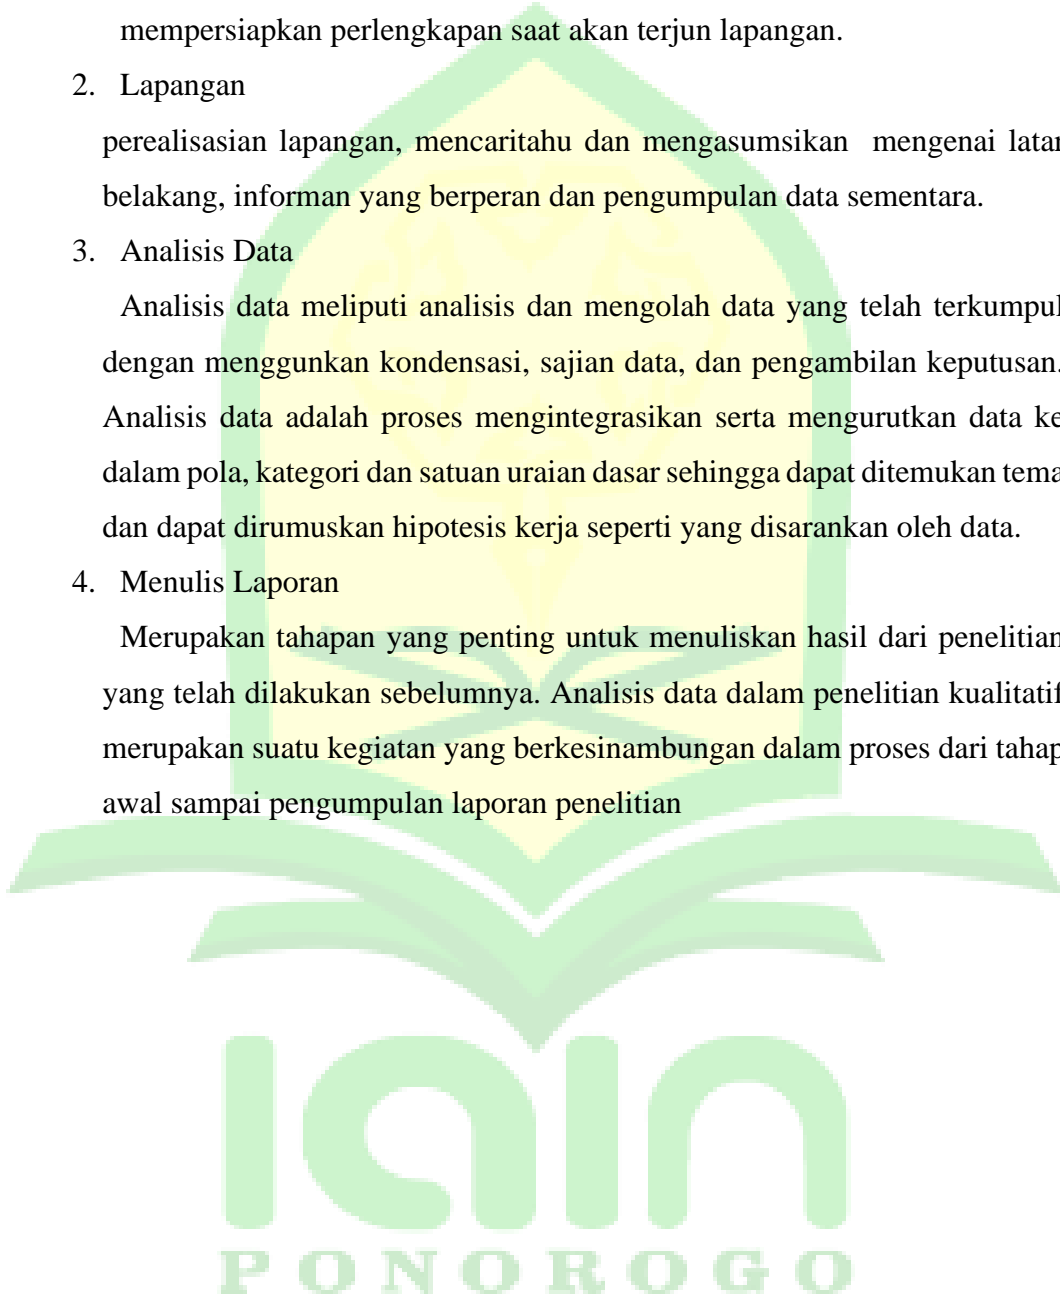 mempersiapkan perlengkapan saat akan terjun lapangan.
2. Lapangan
perealisasian lapangan, mencaritahu dan mengasumsikan mengenai latar
belakang, informan yang berperan dan pengumpulan data sementara.
3. Analisis Data
Analisis data meliputi analisis dan mengolah data yang telah terkumpul
dengan menggunkan kondensasi, sajian data, dan pengambilan keputusan.
Analisis data adalah proses mengintegrasikan serta mengurutkan data ke
dalam pola, kategori dan satuan uraian dasar sehingga dapat ditemukan tema
dan dapat dirumuskan hipotesis kerja seperti yang disarankan oleh data.
4. Menulis Laporan
Merupakan tahapan yang penting untuk menuliskan hasil dari penelitian
yang telah dilakukan sebelumnya. Analisis data dalam penelitian kualitatif
merupakan suatu kegiatan yang berkesinambungan dalam proses dari tahap
awal sampai pengumpulan laporan penelitian
iain
PONOROGO